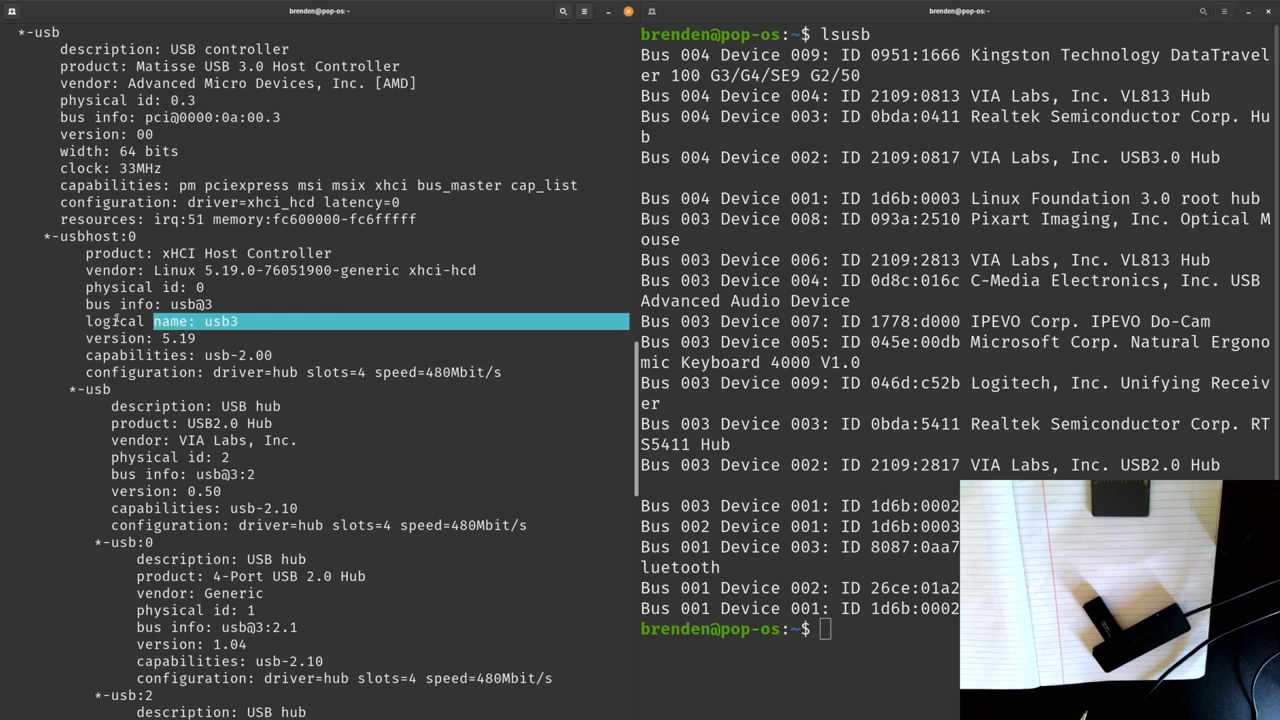 brenden@pop-os: ~
*-usb
description: USB controller
product: Matisse USB 3.0 Host Controller
vendor: Advanced Micro Devices, Inc. [AMD]
physical id: 0.3
bus info: pci@0000:0a:00.3
version: 00
width: 64 bits
clock: 33MHz
capabilities: pm pciexpress msi msix xhci bus_master cap_list
configuration: driver=xhci_hcd latency=0
resources: irq:51 memory:fc600000-fc6fffff
*-usbhost:0
product: xHCI Host Controller
vendor: Linux 5.19.0-76051900-generic xhci-hcd
physical id: 0
bus info: usb@3
logical name: usb3
version: 5.19
capabilities: usb-2.00
configuration: driver=hub slots=4 speed=480Mbit/s
*-usb
description: USB hub
product: USB2.0 Hub
vendor: VIA Labs, Inc.
physical id: 2
bus info: usb@3:2
version: 0.50
capabilities: usb-2.10
configuration: driver=hub slots=4 speed=480Mbit/s
*-usb:0
description: USB hub
product: 4-Port USB 2.0 Hub
vendor: Generic
physical id: 1
bus info: usb@3:2.1
version: 1.04
capabilities: usb-2.10
configuration: driver=hub slots=4 speed=480Mbit/s
*-usb:2
description: USB hub
brenden@pop-os: ~
brenden@pop-os:~$ lsusb
Bus 004 Device 009: ID 0951:1666 Kingston Technology DataTravel
er 100 G3/G4/SE9 G2/50
Bus 004 Device 004: ID 2109:0813 VIA Labs, Inc. VL813 Hub
Bus 004 Device 003: ID 0bda:0411 Realtek Semiconductor Corp. Hu
b
Bus 004 Device 002: ID 2109:0817 VIA Labs, Inc. USB3.0 Hub
Bus 004 Device 001: ID 1d6b:0003 Linux Foundation 3.0 root hub
Bus 003 Device 008: ID 093a:2510 Pixart Imaging, Inc. Optical M
ouse
Bus 003 Device 006: ID 2109:2813 VIA Labs, Inc. VL813 Hub
Bus 003 Device 004: ID 0d8c:016c C-Media Electronics, Inc. USB
Advanced Audio Device
Bus 003 Device 007: ID 1778:d000 IPEVO Corp. IPEVO Do-Cam
Bus 003 Device 005: ID 045e:00db Microsoft Corp. Natural Ergono
mic Keyboard 4000 V1.0
Bus 003 Device 009: ID 046d:c52b Logitech, Inc. Unifying Receiv
er
Bus 003 Device 003: ID 0bda:5411 Realtek Semiconductor Corp. RT
S5411 Hub
Bus 003 Device 002: ID 2109:2817 VIA Labs, Inc. USB2.0 Hub
Bus 003 Device 001: ID 1d6b:0002
Bus 002 Device 001: ID 1d6b:0003
Bus 001 Device 003: ID 8087:0aa7
luetooth
Bus 001 Device 002: ID 26ce:01a2
Bus 001 Device 001: ID 1d6b:0002
brenden@pop-os:~$